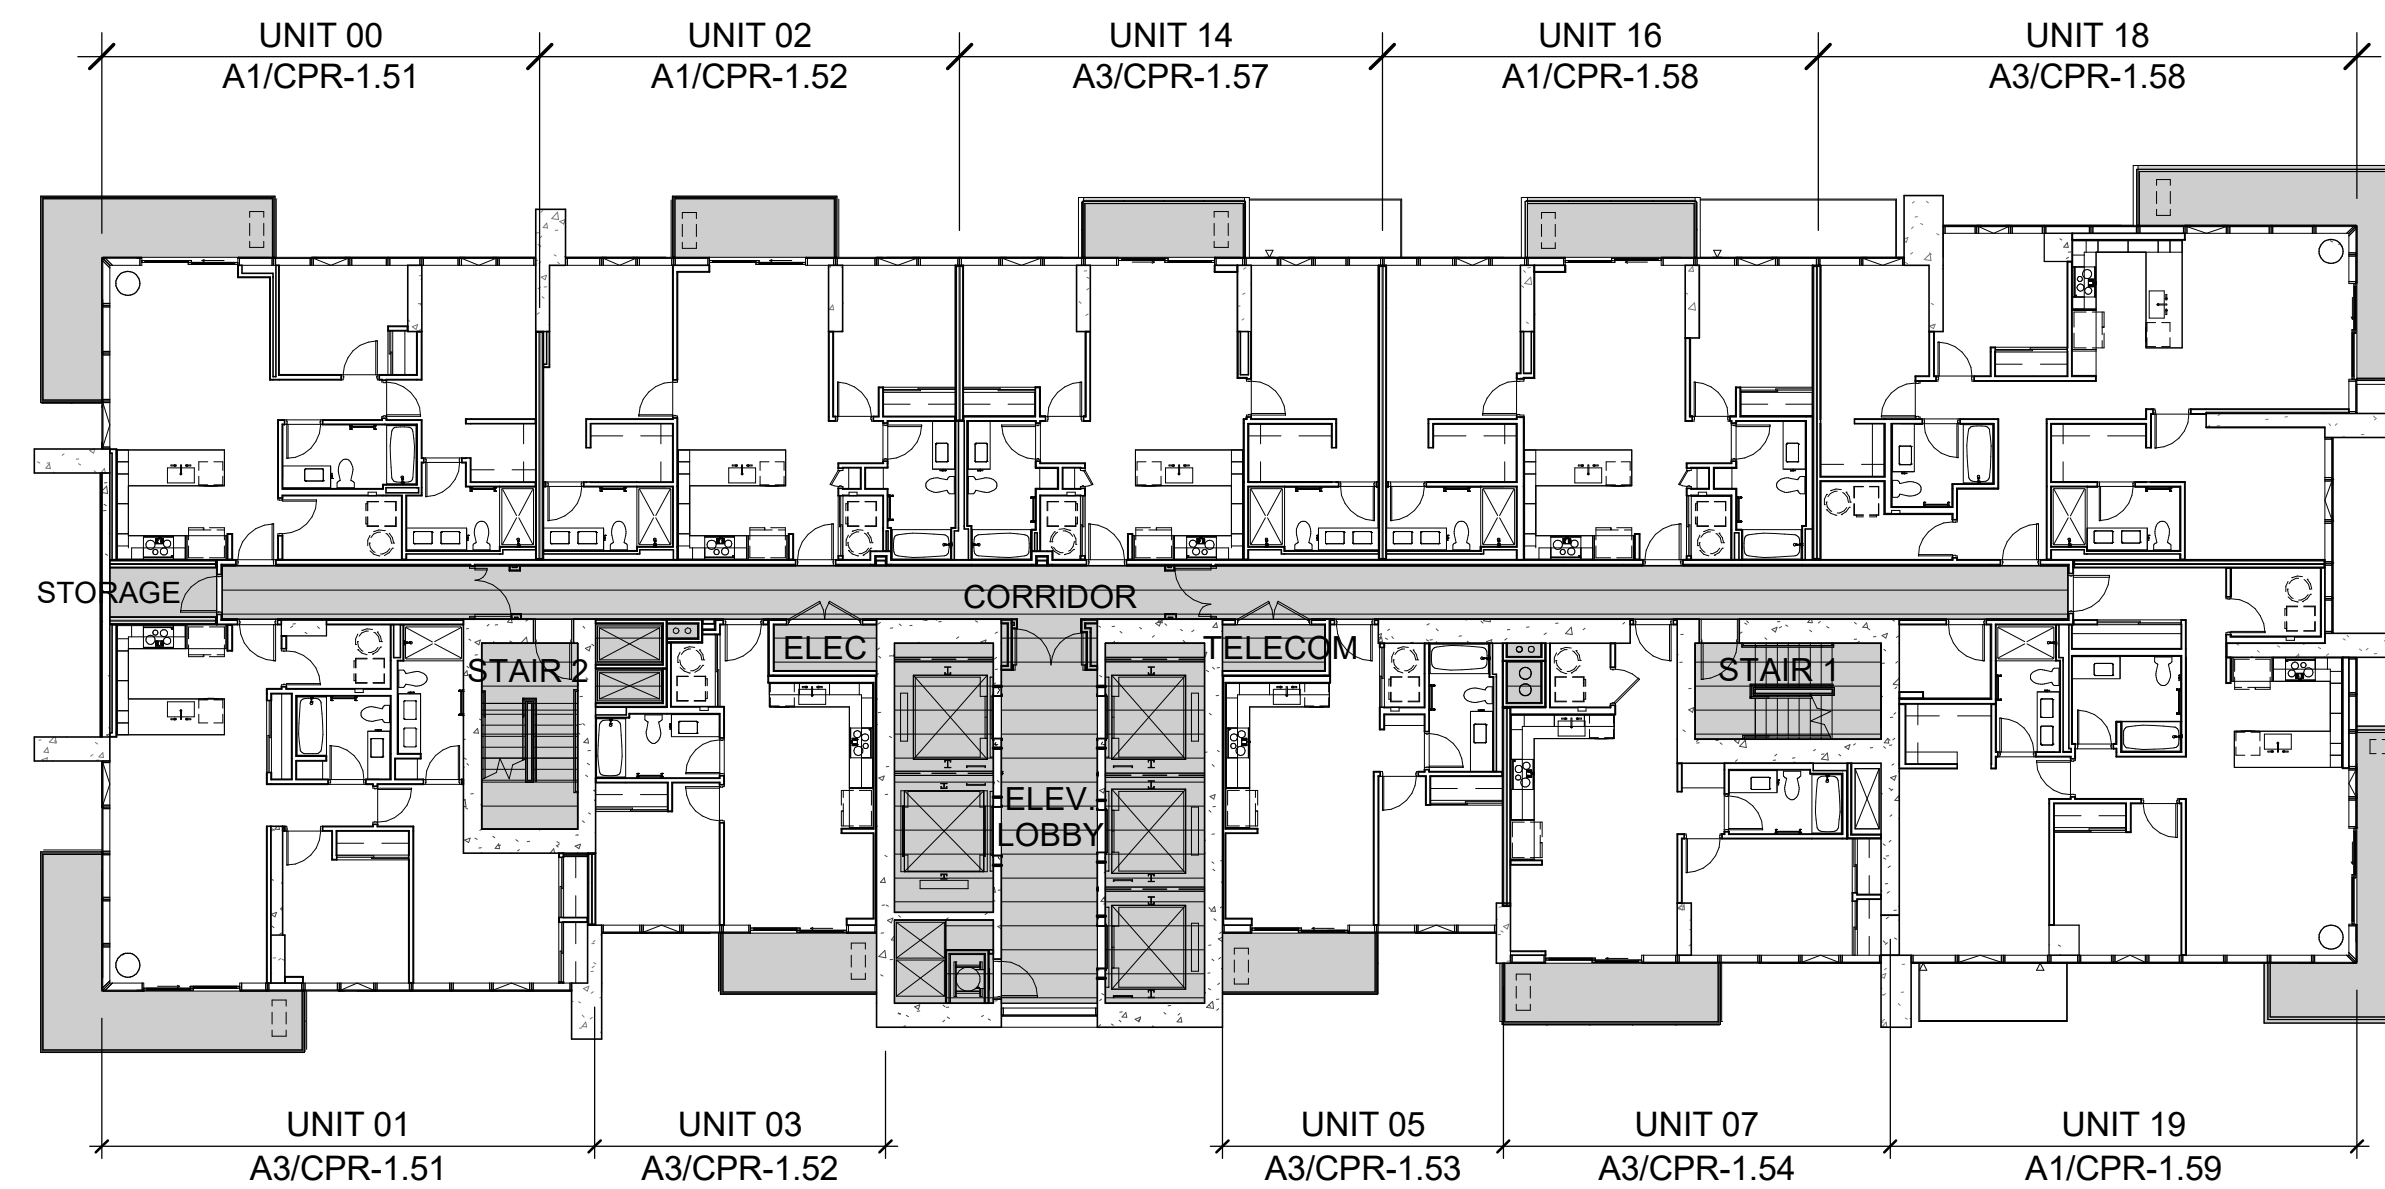 UNIT 00
A1/CPR-1.51
UNIT 02
A1/CPR-1.52
UNIT 14
A3/CPR-1.57
UNIT 16
A1/CPR-1.58
UNIT 18
A3/CPR-1.58
STORAGE
CORRIDOR
ELEC
TELECOM
STAIR 2
STAIR 1
ELEV.
LOBBY
UNIT 01
A3/CPR-1.51
UNIT 03
A3/CPR-1.52
UNIT 05
A3/CPR-1.53
UNIT 07
A3/CPR-1.54
UNIT 19
A1/CPR-1.59